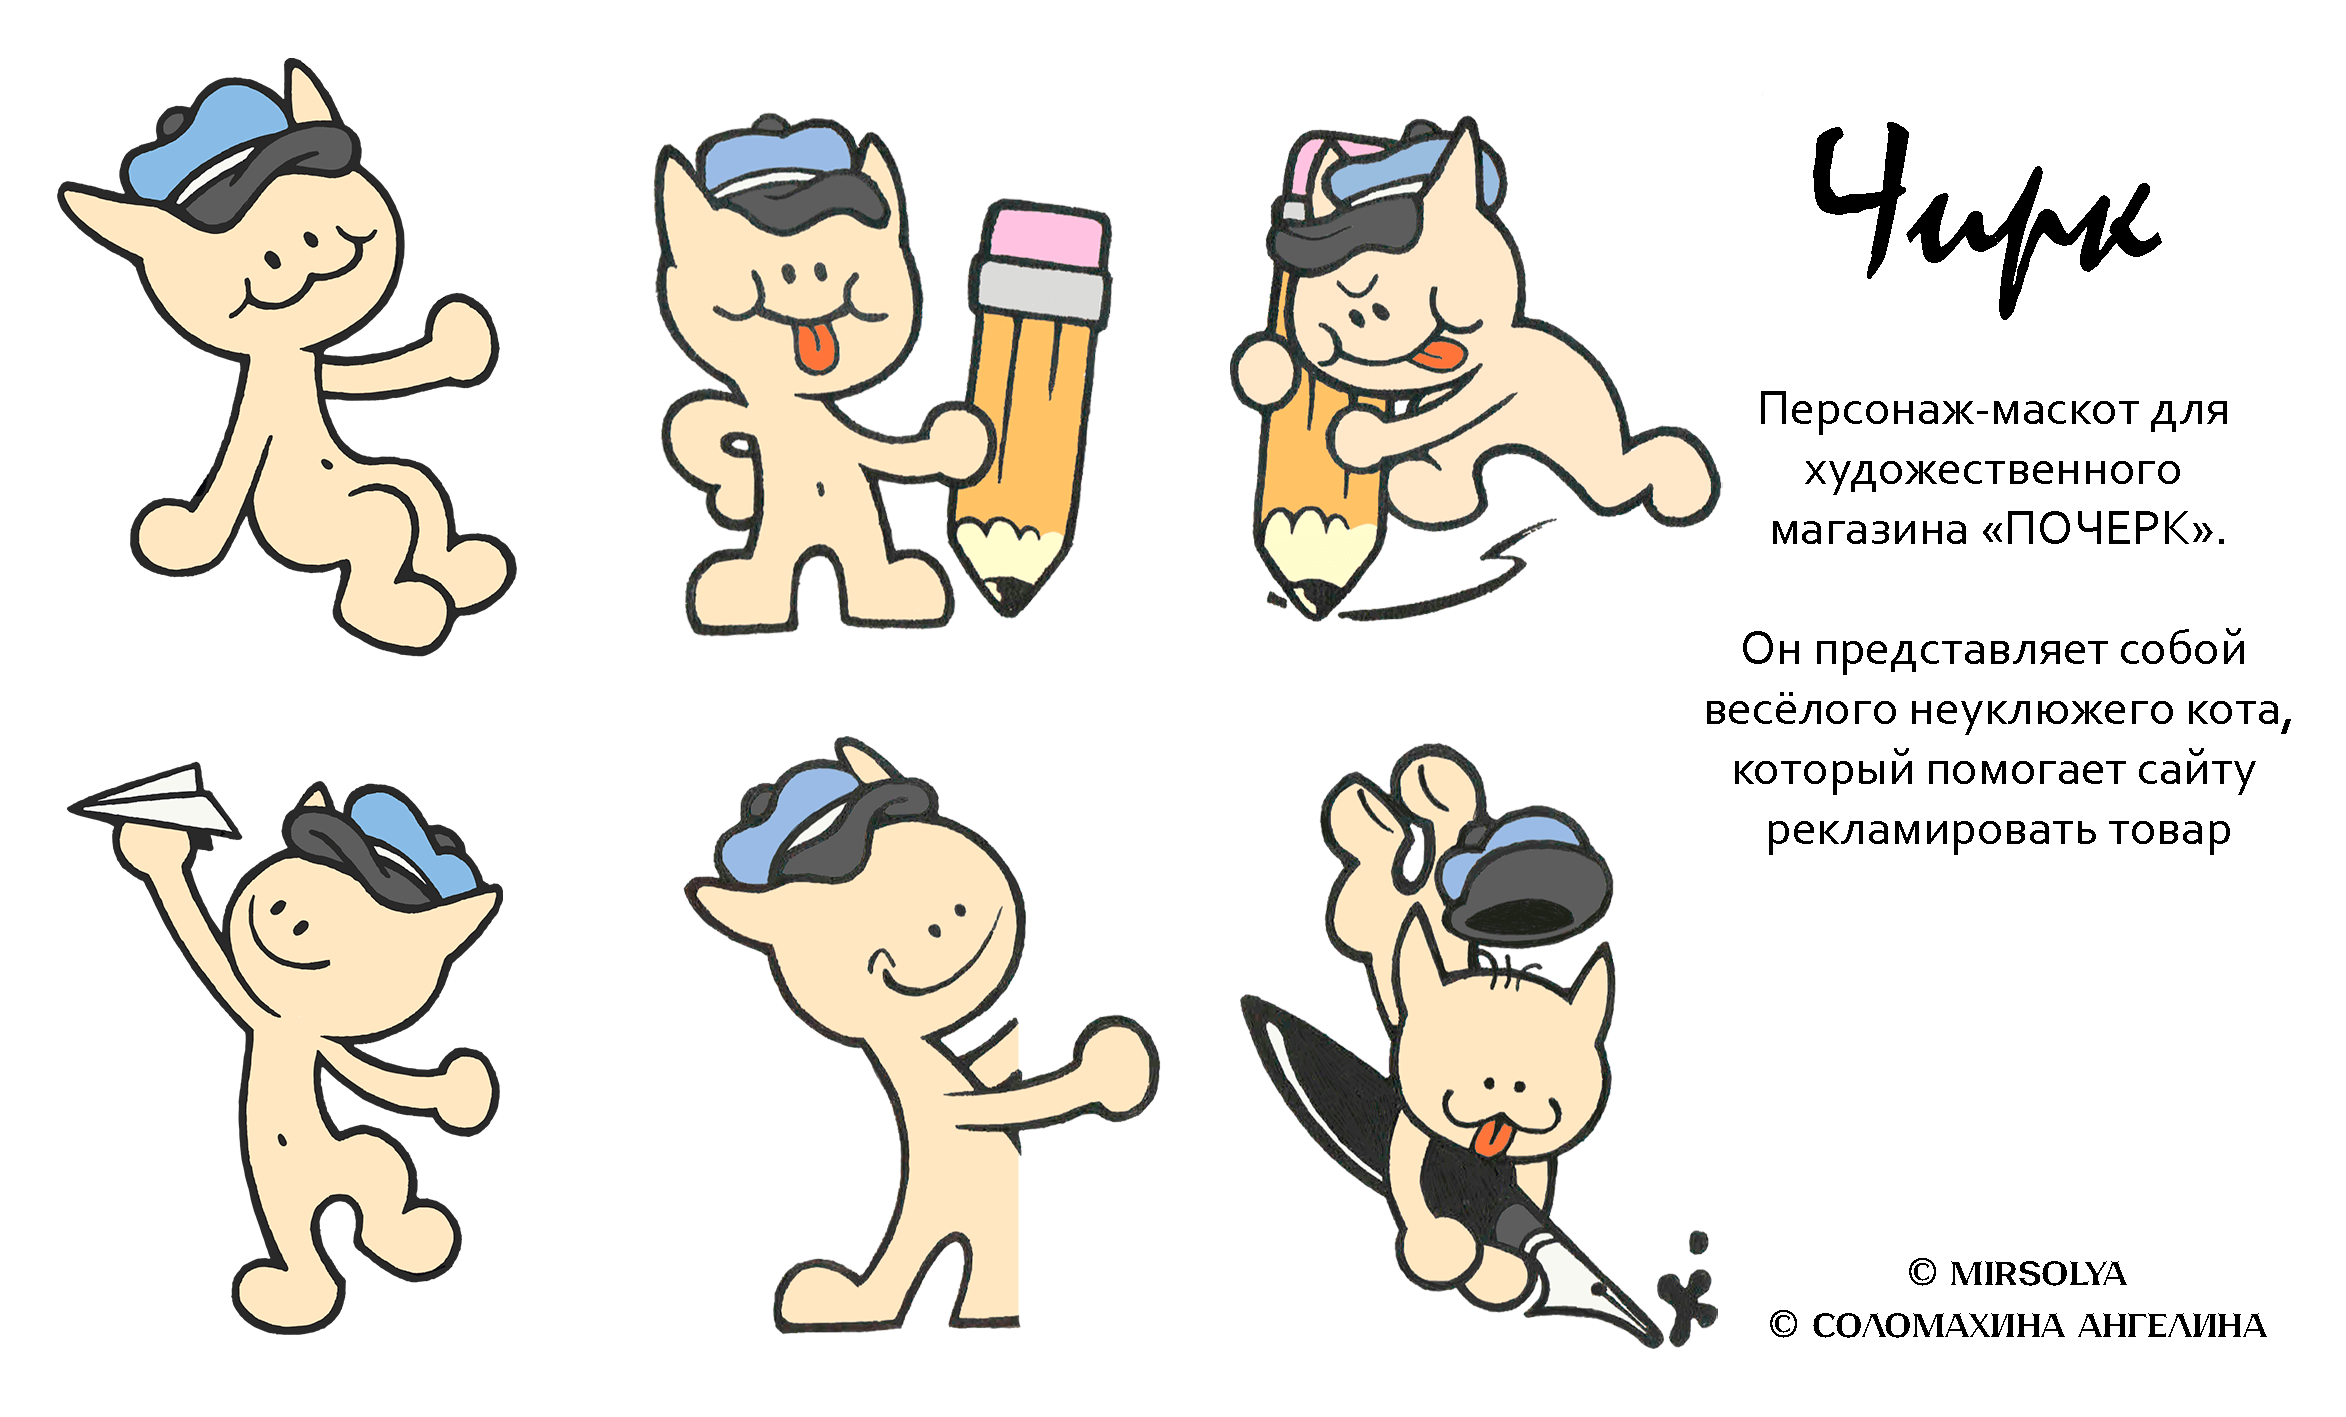 Чирк
Персонаж-маскот для
художественного
магазина «ПОЧЕРК».
Он представляет собой
весёлого неуклюжего кота,
который помогает сайту
рекламировать товар
© MIRSOLYA
© СОЛОМАХИНА АНГЕЛИНА